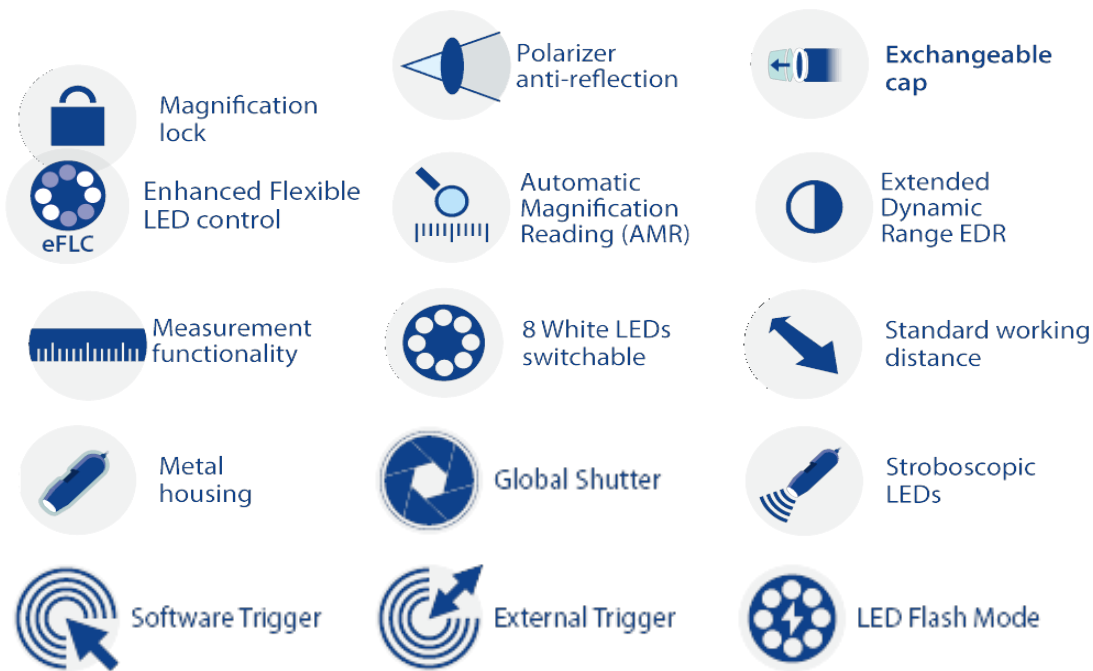 Polarizer
anti-reflection
Exchangeable
cap
Magnification
lock
Enhanced Flexible
LED control
eFLC
Automatic
Magnification
Reading (AMR)
Extended
Dynamic
Range EDR
Measurement
functionality
8 White LEDs
switchable
Standard working
distance
Metal
housing
Global Shutter
Stroboscopic
LEDs
Software Trigger
External Trigger
LED Flash Mode